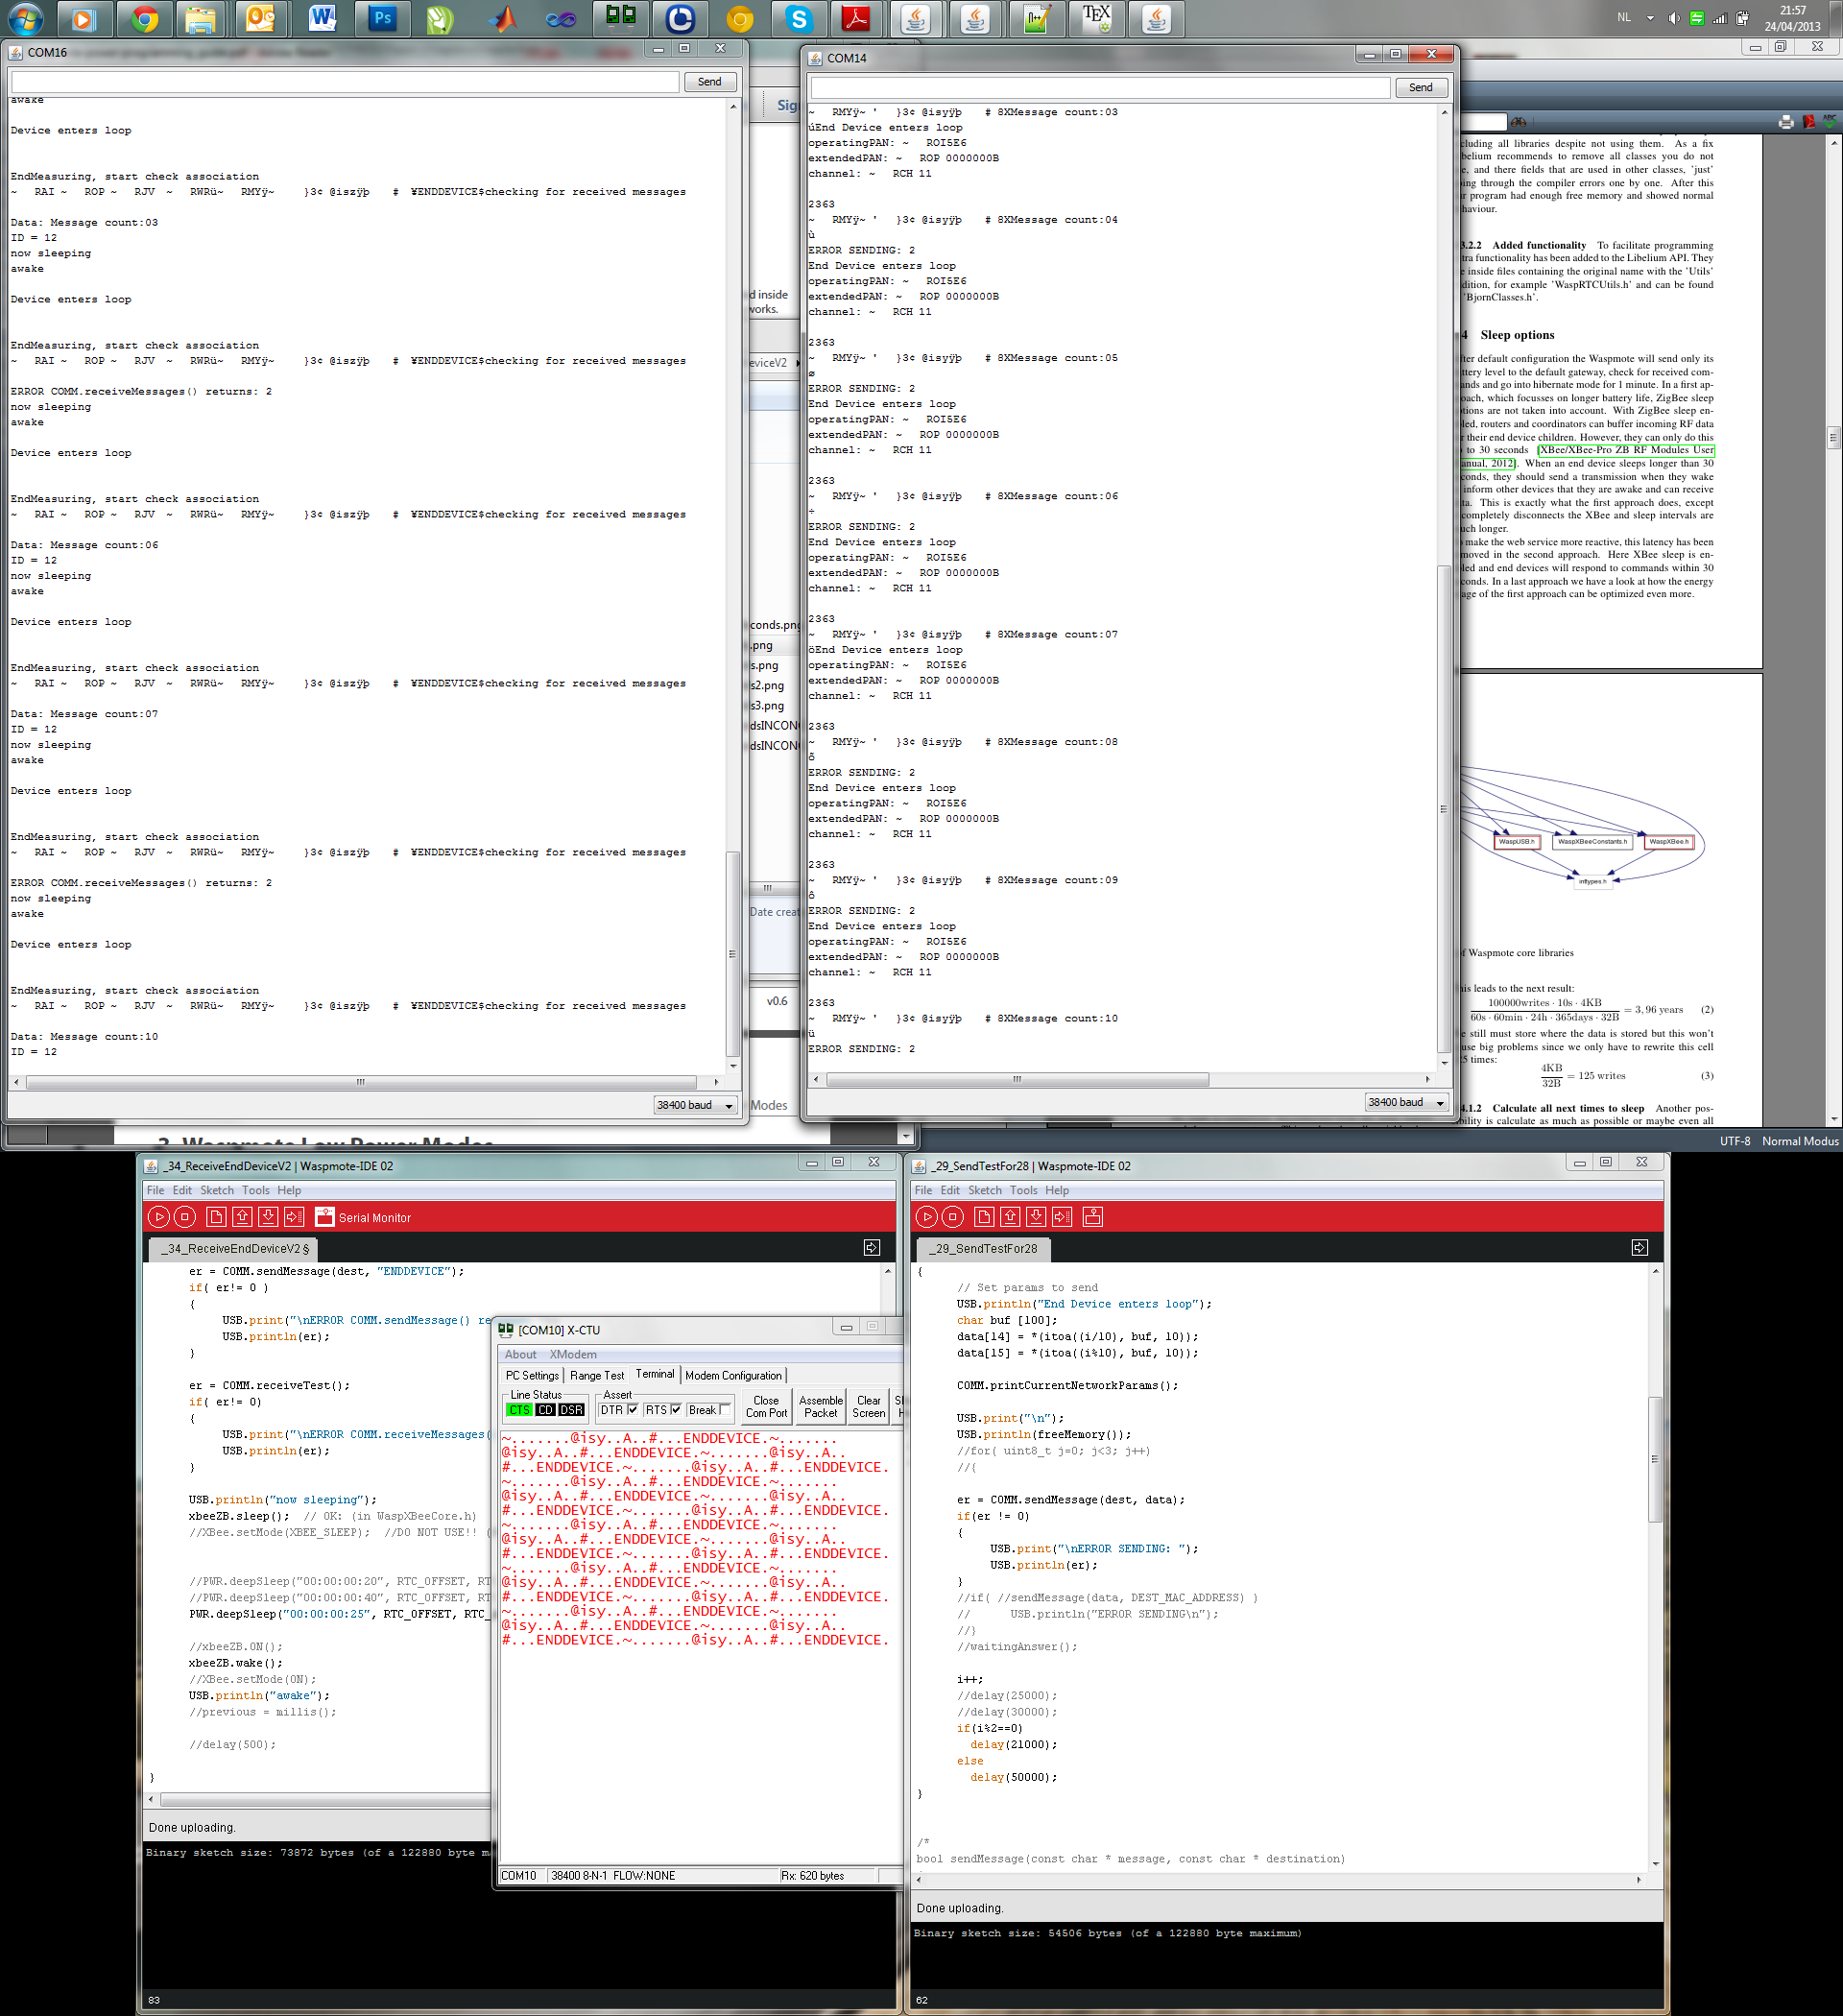 NL
21:57
24/04/2013
COM16
Send
awake
Device enters loop
EndMeasuring, start check association
~ RAI ~ ROP ~ RJV ~ RWRü~ RMYÿ~ }3¢ @iszÿþ # ¥ENDDEVICE$checking for received messages
Data: Message count:03
ID = 12
now sleeping
awake
Device enters loop
EndMeasuring, start check association
~ RAI ~ ROP ~ RJV ~ RWRü~ RMYÿ~ }3¢ @iszÿþ # ¥ENDDEVICE$checking for received messages
ERROR COMM.receiveMessages() returns: 2
now sleeping
awake
Device enters loop
EndMeasuring, start check association
~ RAI ~ ROP ~ RJV ~ RWRü~ RMYÿ~ }3¢ @iszÿþ # ¥ENDDEVICE$checking for received messages
Data: Message count:06
ID = 12
now sleeping
awake
Device enters loop
EndMeasuring, start check association
~ RAI ~ ROP ~ RJV ~ RWRü~ RMYÿ~ }3¢ @iszÿþ # ¥ENDDEVICE$checking for received messages
Data: Message count:07
ID = 12
now sleeping
awake
Device enters loop
EndMeasuring, start check association
~ RAI ~ ROP ~ RJV ~ RWRü~ RMYÿ~ }3¢ @iszÿþ # ¥ENDDEVICE$checking for received messages
ERROR COMM.receiveMessages() returns: 2
now sleeping
awake
Device enters loop
EndMeasuring, start check association
~ RAI ~ ROP ~ RJV ~ RWRü~ RMYÿ~ }3¢ @iszÿþ # ¥ENDDEVICE$checking for received messages
Data: Message count:10
ID = 12
38400 baud
Sign
d inside
works.
eviceV2
conds.png
.png
s.png
s2.png
s3.png
dsINCONC
dsINCONC
Date creat
v0.6
Modes
3. Waspmote Low Power Modes
COM14
Send
~ RMYÿ~ ' }3¢ @isyÿþ # 8XMessage count:03
úEnd Device enters loop
operatingPAN: ~ ROI5E6
extendedPAN: ~ ROP 0000000B
channel: ~ RCH 11
2363
~ RMYÿ~ ' }3¢ @isyÿþ # 8XMessage count:04
ù
ERROR SENDING: 2
End Device enters loop
operatingPAN: ~ ROI5E6
extendedPAN: ~ ROP 0000000B
channel: ~ RCH 11
2363
~ RMYÿ~ ' }3¢ @isyÿþ # 8XMessage count:05
ø
ERROR SENDING: 2
End Device enters loop
operatingPAN: ~ ROI5E6
extendedPAN: ~ ROP 0000000B
channel: ~ RCH 11
2363
~ RMYÿ~ ' }3¢ @isyÿþ # 8XMessage count:06
÷
ERROR SENDING: 2
End Device enters loop
operatingPAN: ~ ROI5E6
extendedPAN: ~ ROP 0000000B
channel: ~ RCH 11
2363
~ RMYÿ~ ' }3¢ @isyÿþ # 8XMessage count:07
öEnd Device enters loop
operatingPAN: ~ ROI5E6
extendedPAN: ~ ROP 0000000B
channel: ~ RCH 11
2363
~ RMYÿ~ ' }3¢ @isyÿþ # 8XMessage count:08
õ
ERROR SENDING: 2
End Device enters loop
operatingPAN: ~ ROI5E6
extendedPAN: ~ ROP 0000000B
channel: ~ RCH 11
2363
~ RMYÿ~ ' }3¢ @isyÿþ # 8XMessage count:09
ô
ERROR SENDING: 2
End Device enters loop
operatingPAN: ~ ROI5E6
extendedPAN: ~ ROP 0000000B
channel: ~ RCH 11
2363
~ RMYÿ~ ' }3¢ @isyÿþ # 8XMessage count:10
ü
ERROR SENDING: 2
38400 baud
cluding all libraries despite not using them. As a fix
belium recommends to remove all classes you do not
e, and there fields that are used in other classes, 'just'
ing through the compiler errors one by one. After this
r program had enough free memory and showed normal
haviour.
3.2.2 Added functionality To facilitate programming
tra functionality has been added to the Libelium API. They
e inside files containing the original name with the 'Utils'
dition, for example 'WaspRTCUtils.h' and can be found
'BjornClasses.h'.
4 Sleep options
fter default configuration the Waspmote will send only its
ttery level to the default gateway, check for received com-
ands and go into hibernate mode for 1 minute. In a first ap-
oach, which focusses on longer battery life, ZigBee sleep
tions are not taken into account. With ZigBee sleep en-
led, routers and coordinators can buffer incoming RF data
r their end device children. However, they can only do this
to 30 seconds [XBee/XBee-Pro ZB RF Modules User
anual, 2012]. When an end device sleeps longer than 30
conds, they should send a transmission when they wake
inform other devices that they are awake and can receive
ta. This is exactly what the first approach does, except
completely disconnects the XBee and sleep intervals are
uch longer.
make the web service more reactive, this latency has been
moved in the second approach. Here XBee sleep is en-
led and end devices will respond to commands within 30
conds. In a last approach we have a look at how the energy
age of the first approach can be optimized even more.
WaspUSB.h
WaspXBeeConstants.h
WaspXBee.h
inttypes.h
f Waspmote core libraries
is leads to the next result:
100000writes · 10s · 4KB
60s · 60min · 24h · 365days · 32B = 3,96 years (2)
e still must store where the data is stored but this won't
use big problems since we only have to rewrite this cell
5 times:
4KB
32B = 125 writes (3)
4.1.2 Calculate all next times to sleep Another pos-
bility is calculate as much as possible or maybe even all
UTF-8 Normal Modus
_34_ReceiveEndDeviceV2 | Waspmote-IDE 02
File Edit Sketch Tools Help
Serial Monitor
_34_ReceiveEndDeviceV2 §
er = COMM.sendMessage(dest, "ENDDEVICE");
if( er!= 0 )
{
USB.print("\nERROR COMM.sendMessage() re
USB.println(er);
}
er = COMM.receiveTest();
if( er!= 0)
{
USB.print("\nERROR COMM.receiveMessages(
USB.println(er);
}
USB.println("now sleeping");
xbeeZB.sleep(); // OK: (in WaspXBeeCore.h)
//XBee.setMode(XBEE_SLEEP); //DO NOT USE!! (
//PWR.deepSleep("00:00:00:20", RTC_OFFSET, RT
//PWR.deepSleep("00:00:00:40", RTC_OFFSET, RT
PWR.deepSleep("00:00:00:25", RTC_OFFSET, RTC_
//xbeeZB.ON();
xbeeZB.wake();
//XBee.setMode(ON);
USB.println("awake");
//previous = millis();
//delay(500);
}
Done uploading.
Binary sketch size: 73872 bytes (of a 122880 byte m
83
[COM10] X-CTU
About XModem
PC Settings Range Test Terminal Modem Configuration
Line Status
CTS CD DSR
Assert
DTR RTS Break
Close
Com Port
Assemble
Packet
Clear
Screen
~.......@isy..A..#...ENDDEVICE.~.......
@isy..A..#...ENDDEVICE.~.......@isy..A..
#...ENDDEVICE.~.......@isy..A..#...ENDDEVICE.
~.......@isy..A..#...ENDDEVICE.~.......
@isy..A..#...ENDDEVICE.~.......@isy..A..
#...ENDDEVICE.~.......@isy..A..#...ENDDEVICE.
~.......@isy..A..#...ENDDEVICE.~.......
@isy..A..#...ENDDEVICE.~.......@isy..A..
#...ENDDEVICE.~.......@isy..A..#...ENDDEVICE.
~.......@isy..A..#...ENDDEVICE.~.......
@isy..A..#...ENDDEVICE.~.......@isy..A..
#...ENDDEVICE.~.......@isy..A..#...ENDDEVICE.
~.......@isy..A..#...ENDDEVICE.~.......
@isy..A..#...ENDDEVICE.~.......@isy..A..
#...ENDDEVICE.~.......@isy..A..#...ENDDEVICE.
COM10 38400 8-N-1 FLOW:NONE Rx: 620 bytes
_29_SendTestFor28 | Waspmote-IDE 02
File Edit Sketch Tools Help
_29_SendTestFor28
{
// Set params to send
USB.println("End Device enters loop");
char buf [100];
data[14] = *(itoa((i/10), buf, 10));
data[15] = *(itoa((i%10), buf, 10));
COMM.printCurrentNetworkParams();
USB.print("\n");
USB.println(freeMemory());
//for( uint8_t j=0; j<3; j++)
//{
er = COMM.sendMessage(dest, data);
if(er != 0)
{
USB.print("\nERROR SENDING: ");
USB.println(er);
}
//if( //sendMessage(data, DEST_MAC_ADDRESS) )
// USB.println("ERROR SENDING\n");
//}
//waitingAnswer();
i++;
//delay(25000);
//delay(30000);
if(i%2==0)
delay(21000);
else
delay(50000);
}
/*
bool sendMessage(const char * message, const char * destination)
Done uploading.
Binary sketch size: 54506 bytes (of a 122880 byte maximum)
62